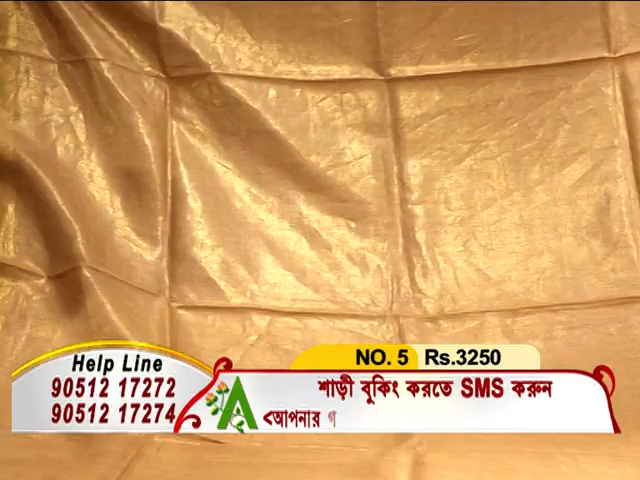 NO. 5 Rs.3250
Help Line
90512 17272
90512 17274
শাড়ী বুকিং করতে SMS করুন
A <আপনার গ